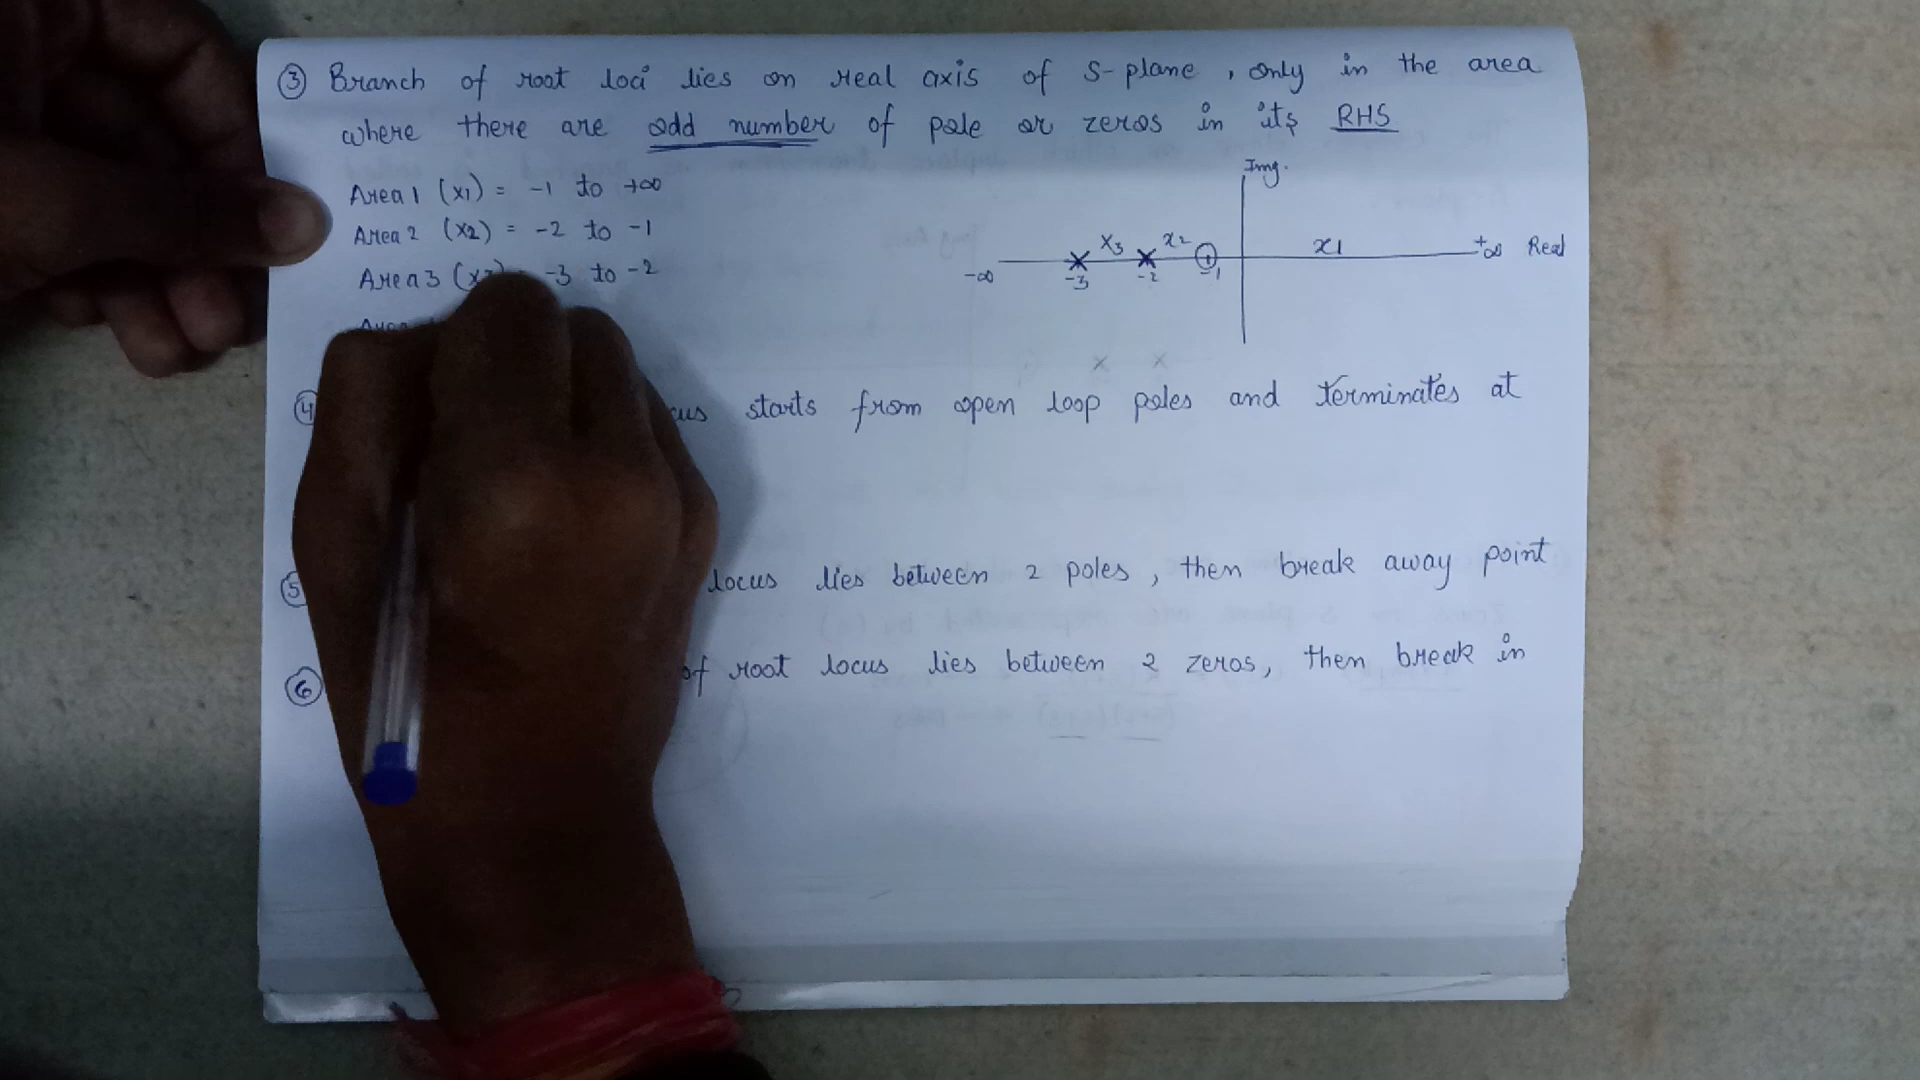 ③ Branch of root loci lies on real axis of S-plane, only in the area
where there are odd number of pole or zeros in its RHS
Area 1 (x1) = -1 to +∞
Area 2 (x2) = -2 to -1
Area 3 -3 to -2
Img.
-∞ -3 x3 -2 x2 -1 x1 +∞ Real
④ starts from open loop poles and terminates at
⑤ locus lies between 2 poles, then break away point
⑥ of root locus lies between 2 zeros, then break in